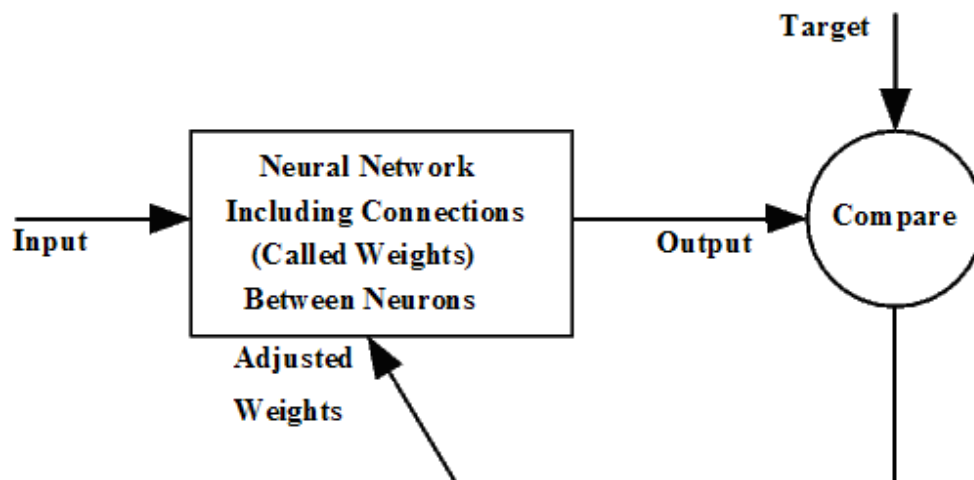 Target
Neural Network
Including Connections
(Called Weights)
Between Neurons
Input
Output
Compare
Adjusted
Weights